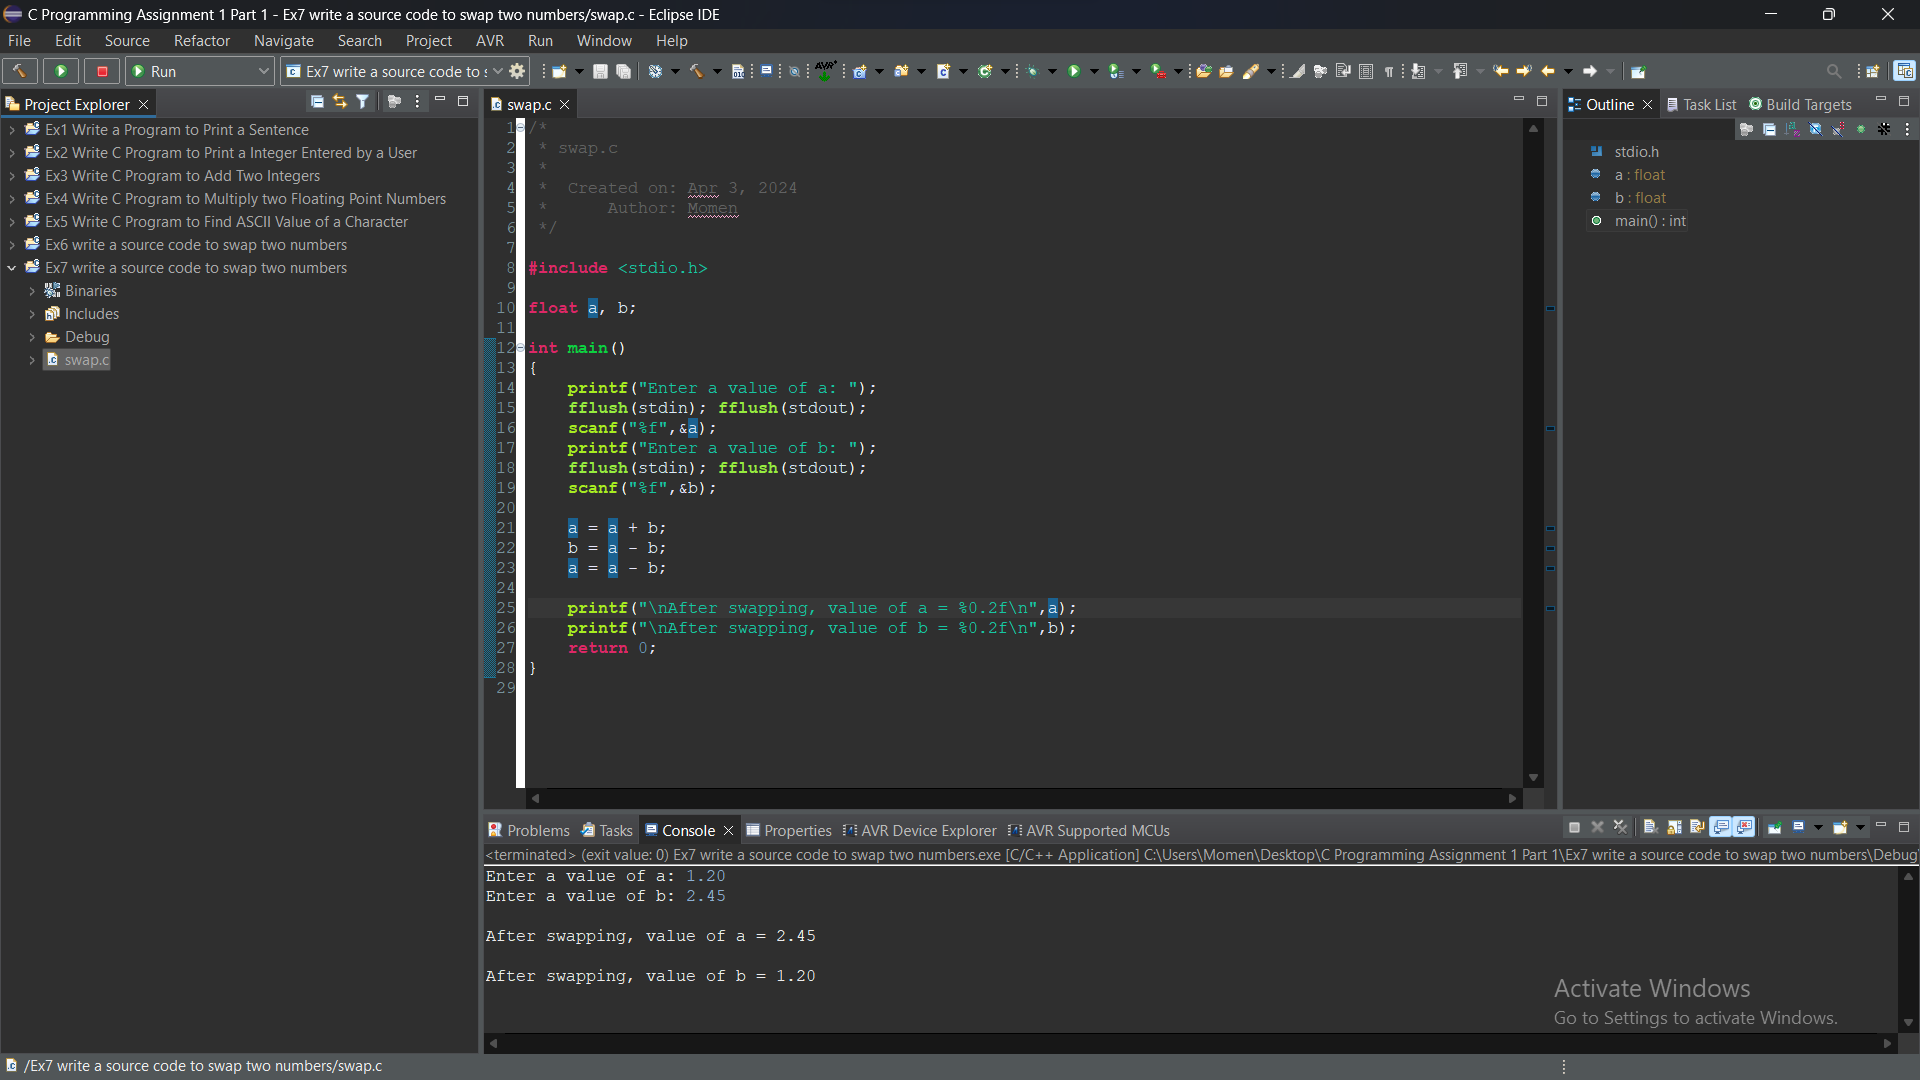 C Programming Assignment 1 Part 1 - Ex7 write a source code to swap two numbers/swap.c - Eclipse IDE
File Edit Source Refactor Navigate Search Project AVR Run Window Help
Run Ex7 write a source code to s
Project Explorer
Ex1 Write a Program to Print a Sentence
Ex2 Write C Program to Print a Integer Entered by a User
Ex3 Write C Program to Add Two Integers
Ex4 Write C Program to Multiply two Floating Point Numbers
Ex5 Write C Program to Find ASCII Value of a Character
Ex6 write a source code to swap two numbers
Ex7 write a source code to swap two numbers
Binaries
Includes
Debug
swap.c
swap.c
1 /*
2 * swap.c
3 *
4 * Created on: Apr 3, 2024
5 * Author: Momen
6 */
7
8 #include <stdio.h>
9
10 float a, b;
11
12 int main()
13 {
14 printf("Enter a value of a: ");
15 fflush(stdin); fflush(stdout);
16 scanf("%f",&a);
17 printf("Enter a value of b: ");
18 fflush(stdin); fflush(stdout);
19 scanf("%f",&b);
20
21 a = a + b;
22 b = a - b;
23 a = a - b;
24
25 printf("\nAfter swapping, value of a = %0.2f\n",a);
26 printf("\nAfter swapping, value of b = %0.2f\n",b);
27 return 0;
28 }
29
Outline Task List Build Targets
stdio.h
a : float
b : float
main() : int
Problems Tasks Console Properties AVR Device Explorer AVR Supported MCUs
<terminated> (exit value: 0) Ex7 write a source code to swap two numbers.exe [C/C++ Application] C:\Users\Momen\Desktop\C Programming Assignment 1 Part 1\Ex7 write a source code to swap two numbers\Debug
Enter a value of a: 1.20
Enter a value of b: 2.45
After swapping, value of a = 2.45
After swapping, value of b = 1.20
Activate Windows
Go to Settings to activate Windows.
/Ex7 write a source code to swap two numbers/swap.c